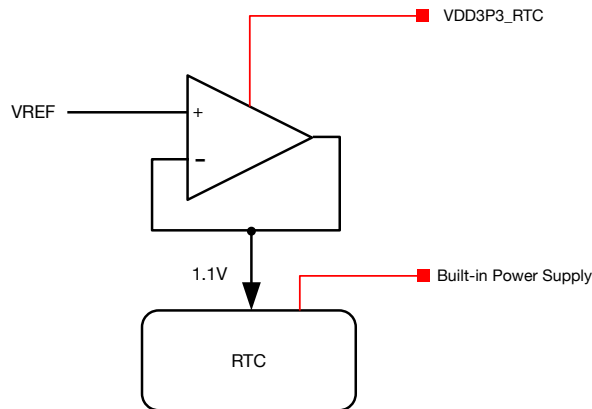 VDD3P3_RTC
VREF
+
−
1.1V
Built-in Power Supply
RTC